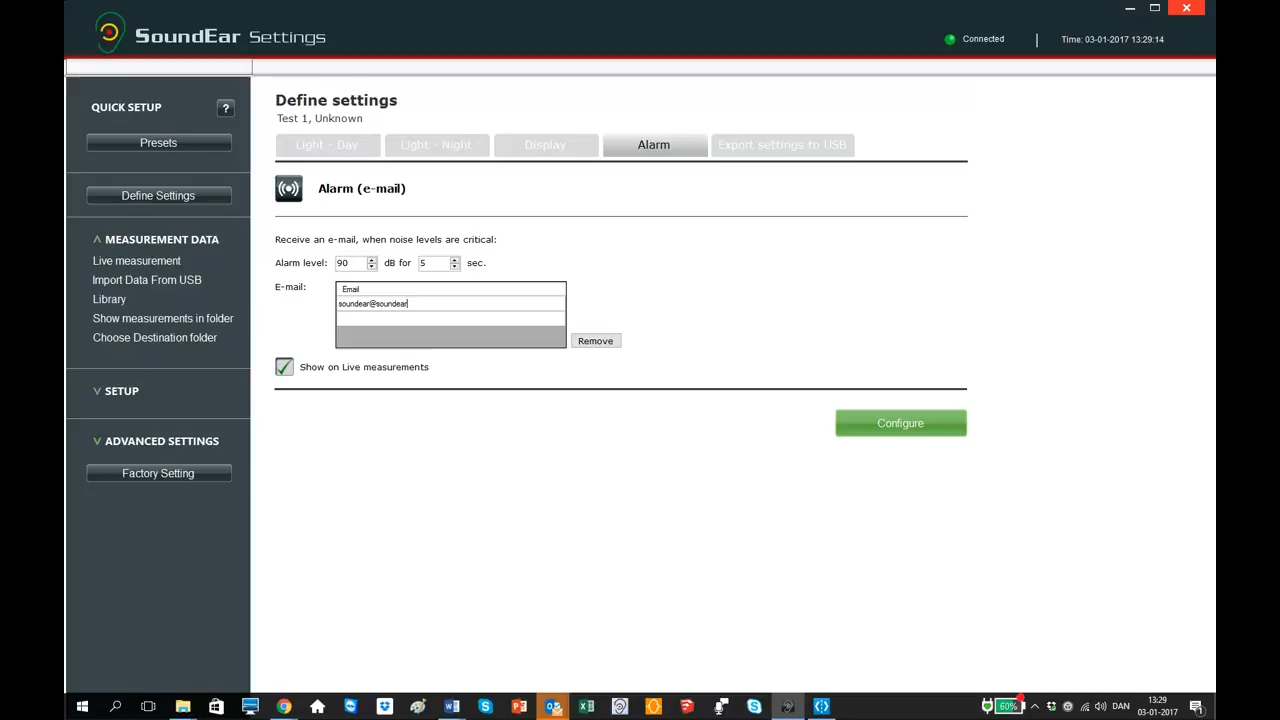 SoundEar Settings
Connected
Time: 03-01-2017 13:29:14
QUICK SETUP
?
Presets
Define Settings
MEASUREMENT DATA
Live measurement
Import Data From USB
Library
Show measurements in folder
Choose Destination folder
SETUP
ADVANCED SETTINGS
Factory Setting
Define settings
Test 1, Unknown
Light - Day
Light - Night
Display
Alarm
Export settings to USB
Alarm (e-mail)
Receive an e-mail, when noise levels are critical:
Alarm level: 90 dB for 5 sec.
E-mail:
Email
soundear@soundear
Remove
Show on Live measurements
Configure
60%
DAN
13:29
03-01-2017